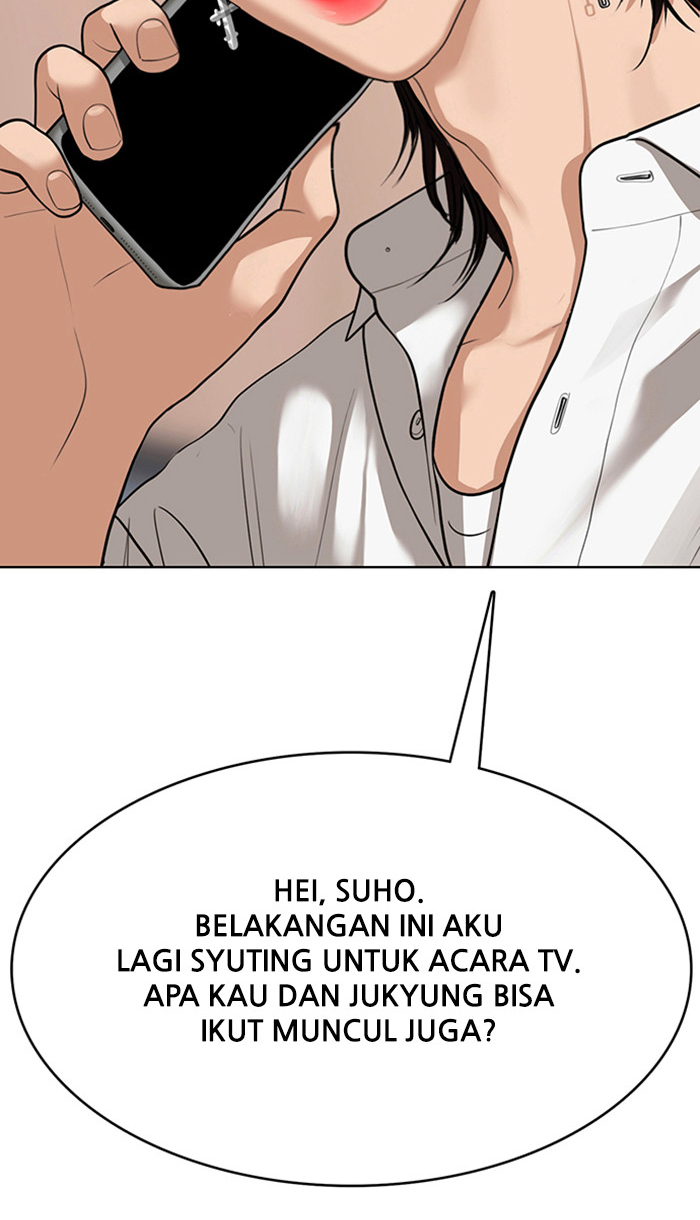 HEI, SUHO.
BELAKANGAN INI AKU
LAGI SYUTING UNTUK ACARA TV.
APA KAU DAN JUKYUNG BISA
IKUT MUNCUL JUGA?